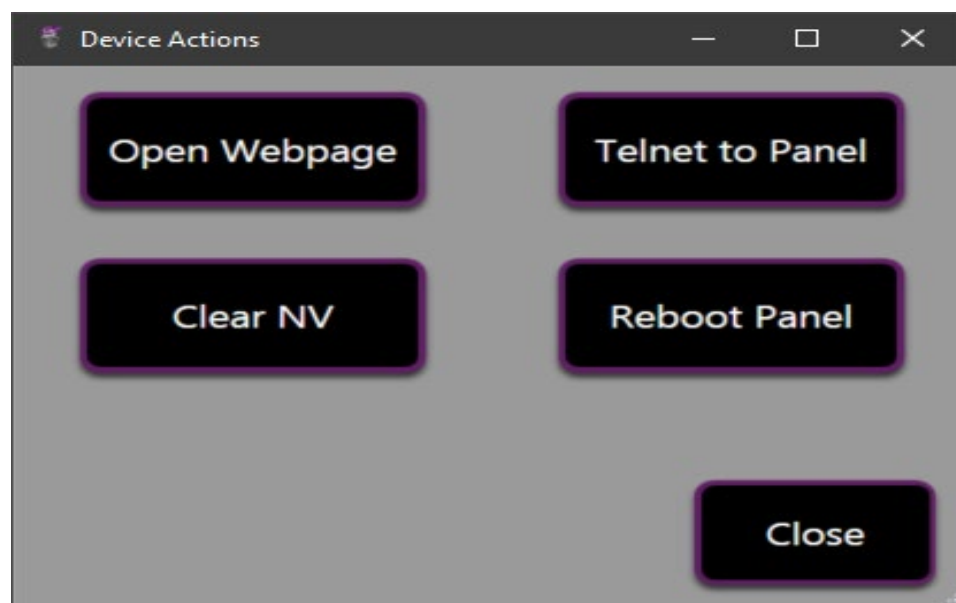 Device Actions
Open Webpage
Telnet to Panel
Clear NV
Reboot Panel
Close